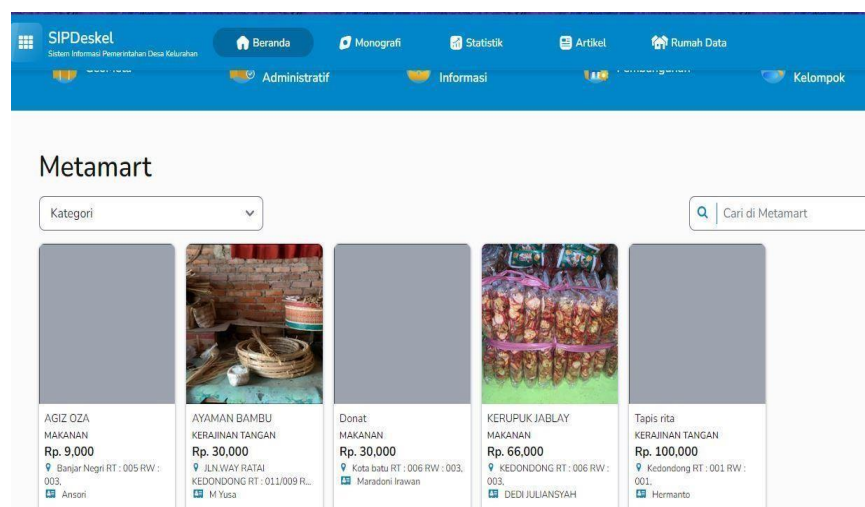 SIPDeskel
Sistem Informasi Pemerintahan Desa Kelurahan
Beranda
Monografi
Statistik
Artikel
Rumah Data
Administratif
Informasi
Kelompok
Metamart
Kategori
Cari di Metamart
AGIZ OZA
MAKANAN
Rp. 9,000
Banjar Negri RT : 005 RW :
003,
Ansori
AYAMAN BAMBU
KERAJINAN TANGAN
Rp. 30,000
JLN.WAY RATAI
KEDONDONG RT : 011/009 R...
M Yusa
Donat
MAKANAN
Rp. 30,000
Kota batu RT : 006 RW : 003,
Maradoni Irawan
KERUPUK JABLAY
MAKANAN
Rp. 66,000
KEDONDONG RT : 006 RW :
003,
DEDI JULIANSYAH
Tapis rita
KERAJINAN TANGAN
Rp. 100,000
Kedondong RT : 001 RW :
001,
Hermanto